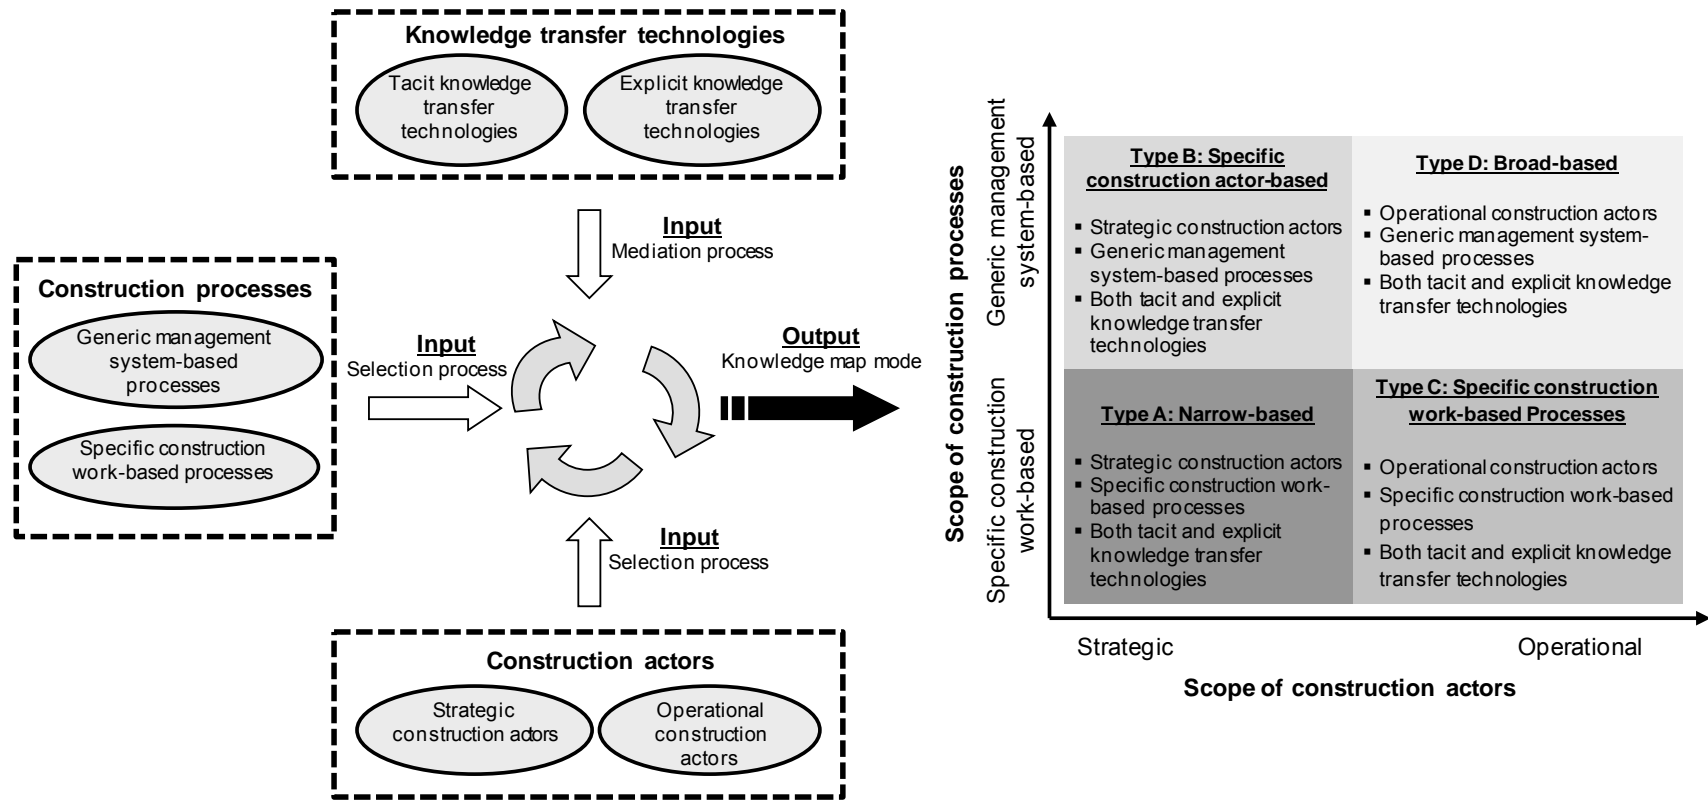 Knowledge transfer technologies
Tacit knowledge
transfer
technologies
Explicit knowledge
transfer
technologies
Input
Mediation process
Construction processes
Generic management
system-based
processes
Specific construction
work-based processes
Input
Selection process
Output
Knowledge map mode
Input
Selection process
Construction actors
Strategic
construction actors
Operational
construction
actors
Scope of construction processes
Generic management
system-based
Specific construction
work-based
Type B: Specific
construction actor-based
▪ Strategic construction actors
▪ Generic management
system-based processes
▪ Both tacit and explicit
knowledge transfer
technologies
Type D: Broad-based
▪ Operational construction actors
▪ Generic management system-
based processes
▪ Both tacit and explicit knowledge
transfer technologies
Type A: Narrow-based
▪ Strategic construction actors
▪ Specific construction work-
based processes
▪ Both tacit and explicit
knowledge transfer
technologies
Type C: Specific construction
work-based Processes
▪ Operational construction actors
▪ Specific construction work-based
processes
▪ Both tacit and explicit knowledge
transfer technologies
Strategic
Operational
Scope of construction actors